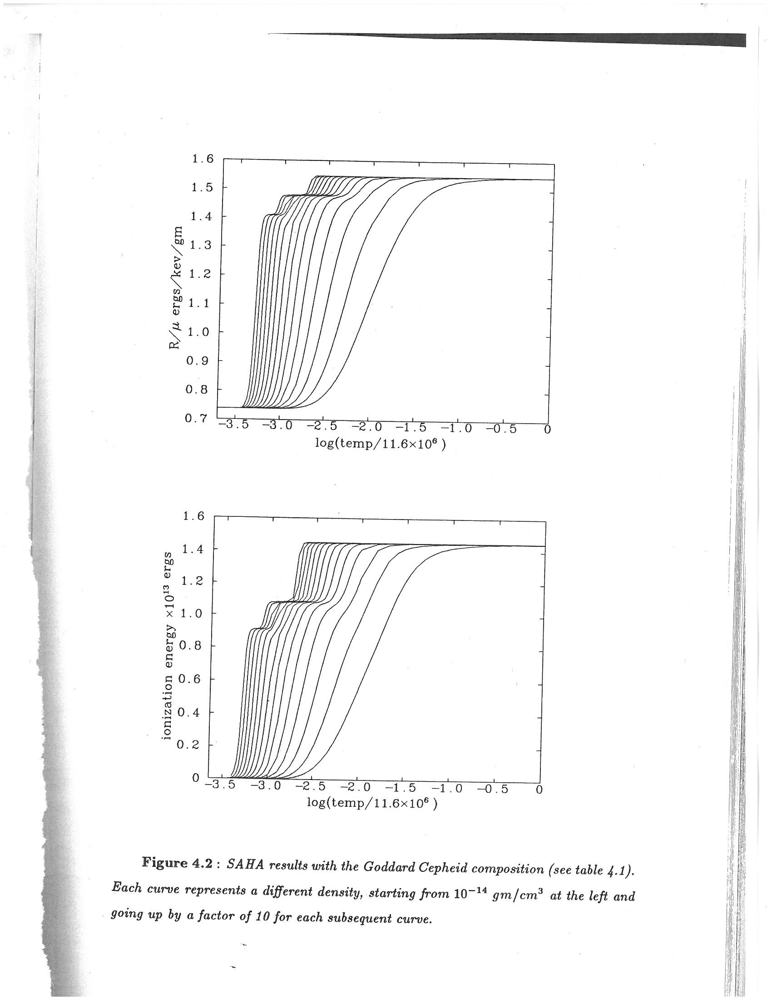 1.6
1.5
1.4
1.3
1.2
1.1
1.0
0.9
0.8
0.7
R/μ ergs/kev/gm
−3.5 −3.0 −2.5 −2.0 −1.5 −1.0 −0.5 0
log(temp/11.6×10⁶ )
1.6
1.4
1.2
1.0
0.8
0.6
0.4
0.2
0
ionization energy ×10¹³ ergs
−3.5 −3.0 −2.5 −2.0 −1.5 −1.0 −0.5 0
log(temp/11.6×10⁶ )
Figure 4.2 : SAHA results with the Goddard Cepheid composition (see table 4.1).
Each curve represents a different density, starting from 10⁻¹⁴ gm/cm³ at the left and
going up by a factor of 10 for each subsequent curve.